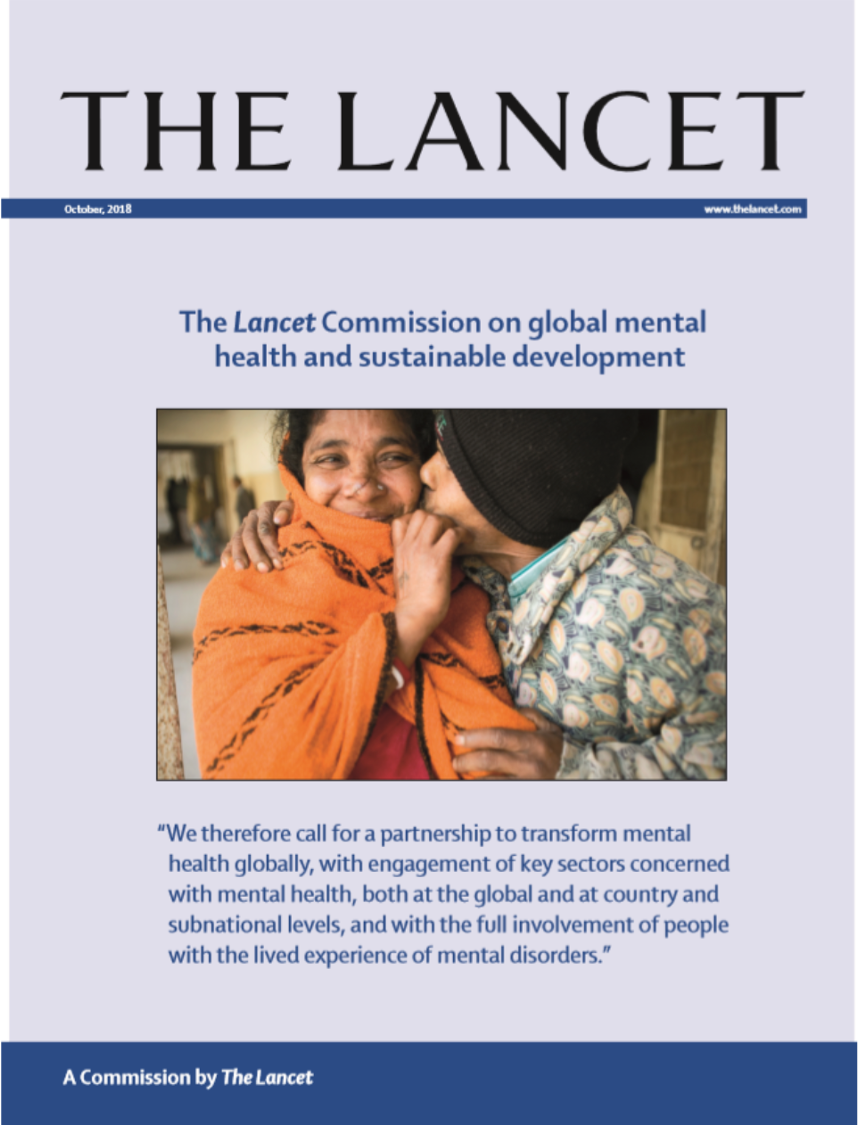 THE LANCET
October, 2018 www.thelancet.com
The Lancet Commission on global mental
health and sustainable development
“We therefore call for a partnership to transform mental
health globally, with engagement of key sectors concerned
with mental health, both at the global and at country and
subnational levels, and with the full involvement of people
with the lived experience of mental disorders.”
A Commission by The Lancet